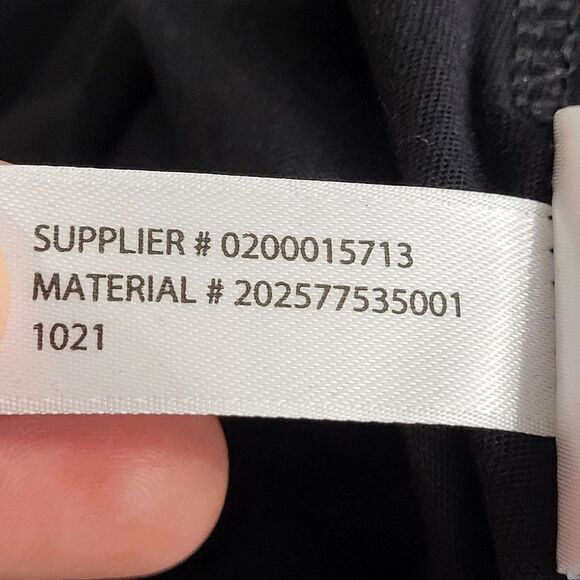 SUPPLIER # 0200015713
MATERIAL # 202577535001
1021